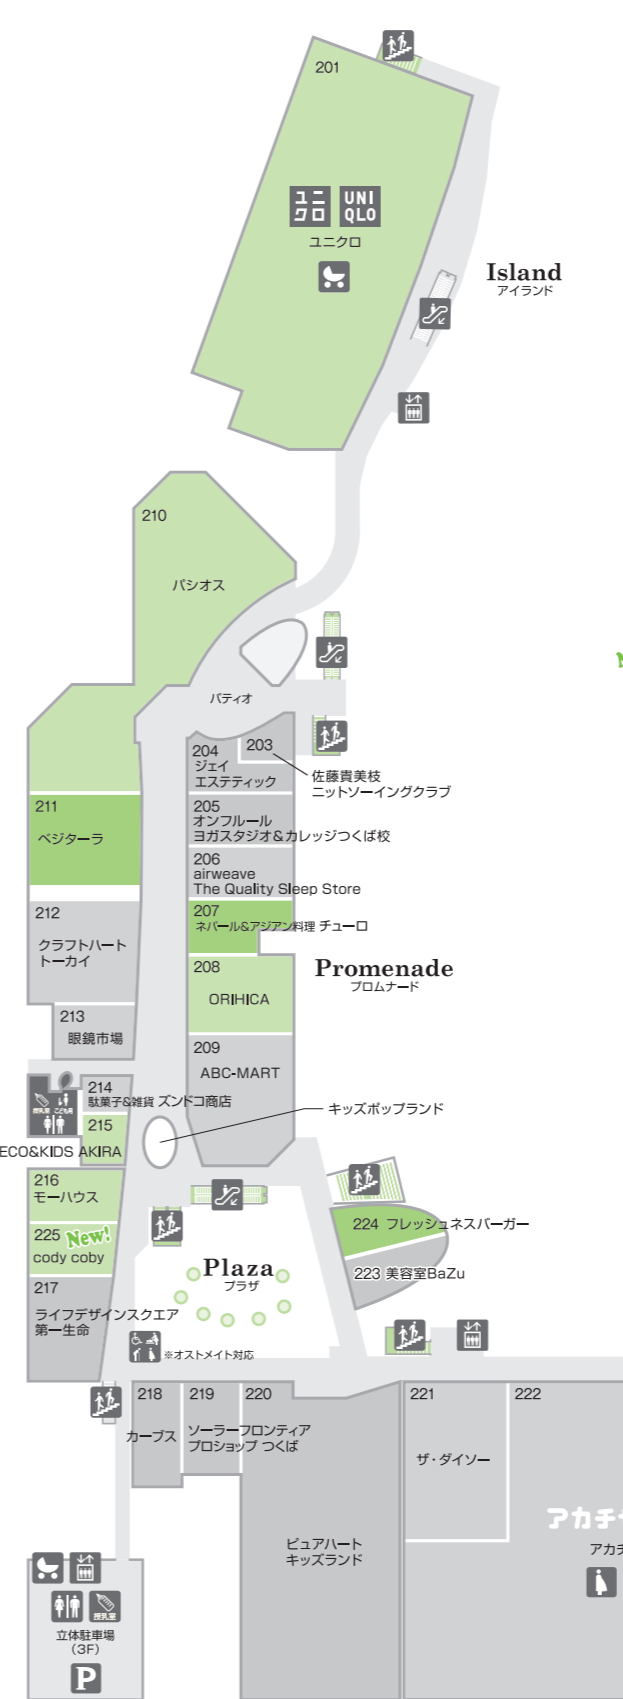 201
ユニクロ
UNIQLO
ユニクロ
Island
アイランド
210
パシオス
パティオ
204
ジェイ
エステティック
203
佐藤貴美枝
ニットソーイングクラブ
211
ベジターラ
205
オンフルール
ヨガスタジオ&カレッジつくば校
206
airweave
The Quality Sleep Store
212
クラフトハート
トーカイ
207
ネパール&アジアン料理 チューロ
208
ORIHICA
Promenade
プロムナード
213
眼鏡市場
209
ABC-MART
214
駄菓子&雑貨 ズンドコ商店
授乳室 こども用
キッズポップランド
215
ECO&KIDS AKIRA
216
モーハウス
225 New!
cody coby
224 フレッシュネスバーガー
223 美容室BaZu
Plaza
プラザ
217
ライフデザインスクエア
第一生命
※オストメイト対応
218
カーブス
219
ソーラーフロンティア
プロショップ つくば
220
ピュアハート
キッズランド
221
ザ・ダイソー
222
アカチ
アカチ
授乳室
立体駐車場
(3F)
P